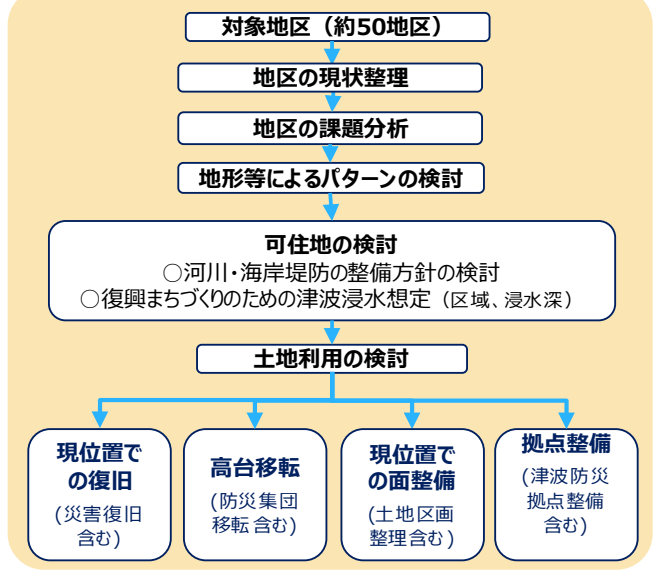 対象地区（約50地区）
地区の現状整理
地区の課題分析
地形等によるパターンの検討
可住地の検討
○河川・海岸堤防の整備方針の検討
○復興まちづくりのための津波浸水想定（区域、浸水深）
土地利用の検討
現位置で
の復旧
(災害復旧
含む)
高台移転
(防災集団
移転含む)
現位置で
の面整備
(土地区画
整理含む)
拠点整備
(津波防災
拠点整備
含む)